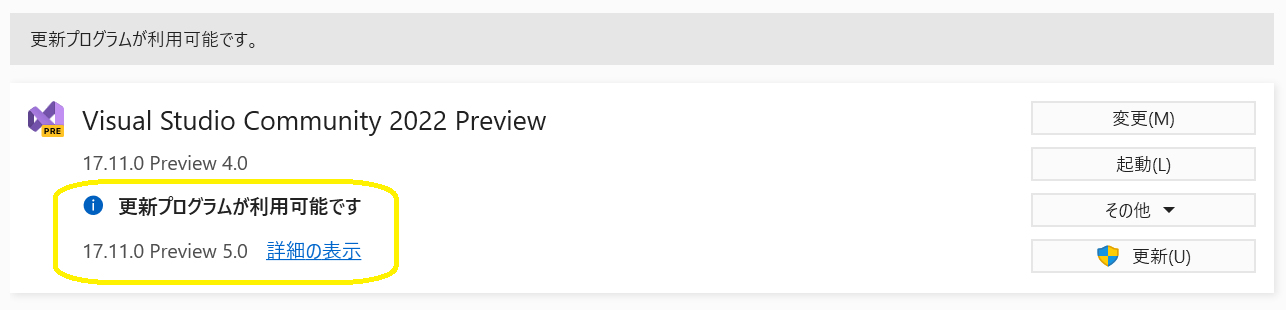 更新プログラムが利用可能です。
PRE
Visual Studio Community 2022 Preview
17.11.0 Preview 4.0
更新プログラムが利用可能です
17.11.0 Preview 5.0 詳細の表示
変更(M)
起動(L)
その他
更新(U)